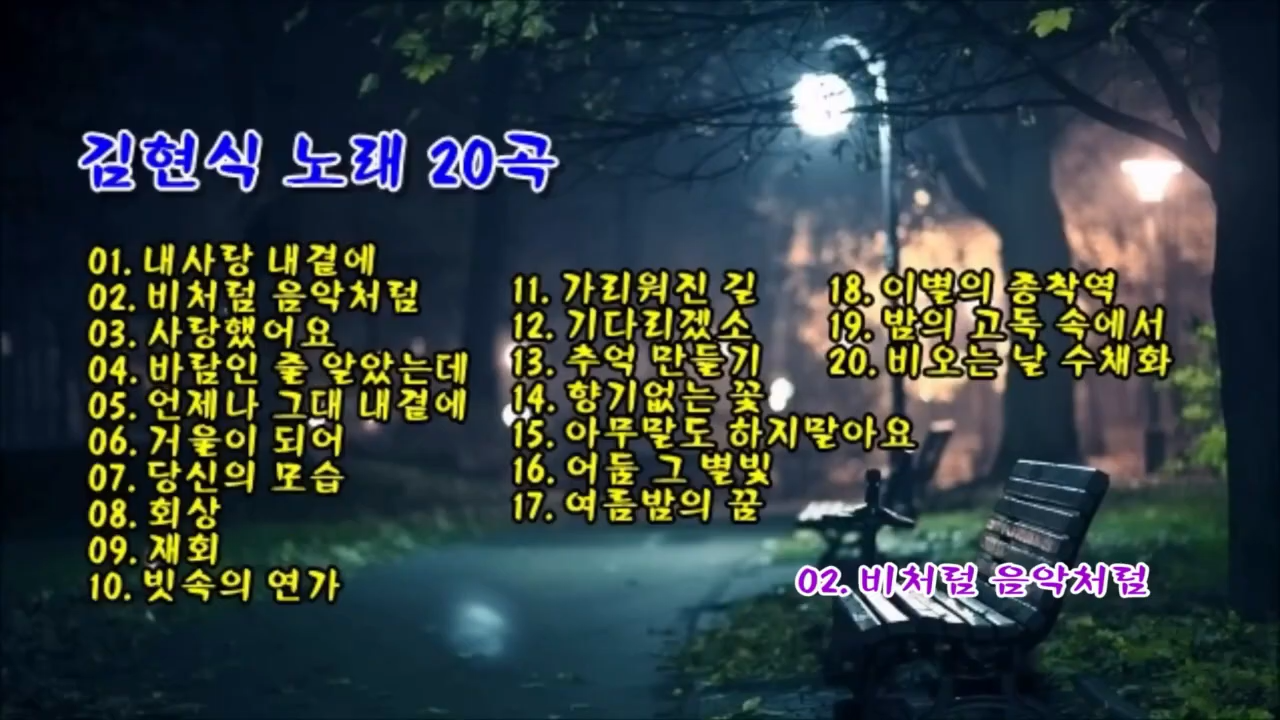 김현식 노래 20곡
01. 내사랑 내곁에
02. 비처럼 음악처럼
03. 사랑했어요
04. 바람인 줄 알았는데
05. 언제나 그대 내곁에
06. 거울이 되어
07. 당신의 모습
08. 회상
09. 재회
10. 빗속의 연가
11. 가리워진 길
12. 기다리겠소
13. 추억 만들기
14. 향기없는 꽃
15. 아무말도 하지말아요
16. 어둠 그 별빛
17. 여름밤의 꿈
18. 이별의 종착역
19. 밤의 고독 속에서
20. 비오는 날 수채화
02. 비처럼 음악처럼